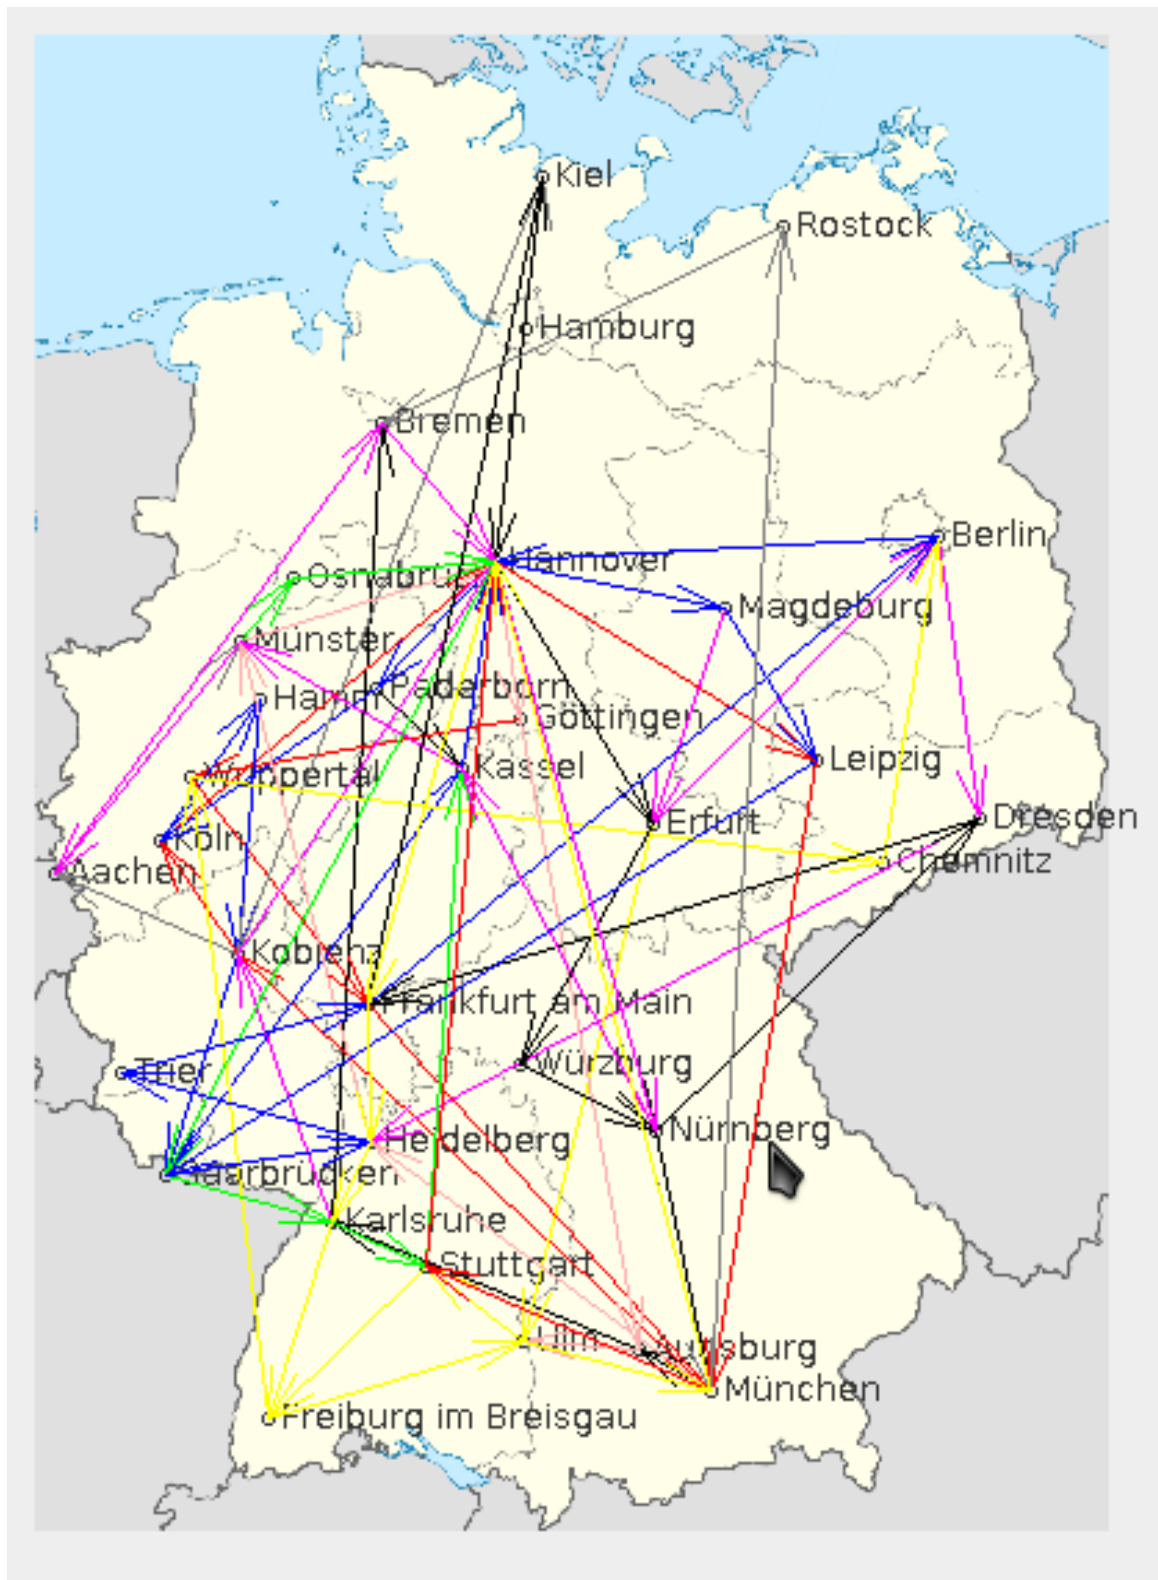 Kiel
Rostock
Hamburg
Bremen
Berlin
Hannover
Osnabrück
Magdeburg
Münster
Paderborn
Hamm
Göttingen
Leipzig
Kassel
Wuppertal
Dresden
Erfurt
Köln
Chemnitz
Aachen
Koblenz
Frankfurt am Main
Würzburg
Trier
Nürnberg
Heidelberg
Saarbrücken
Karlsruhe
Stuttgart
Ulm
Augsburg
München
Freiburg im Breisgau